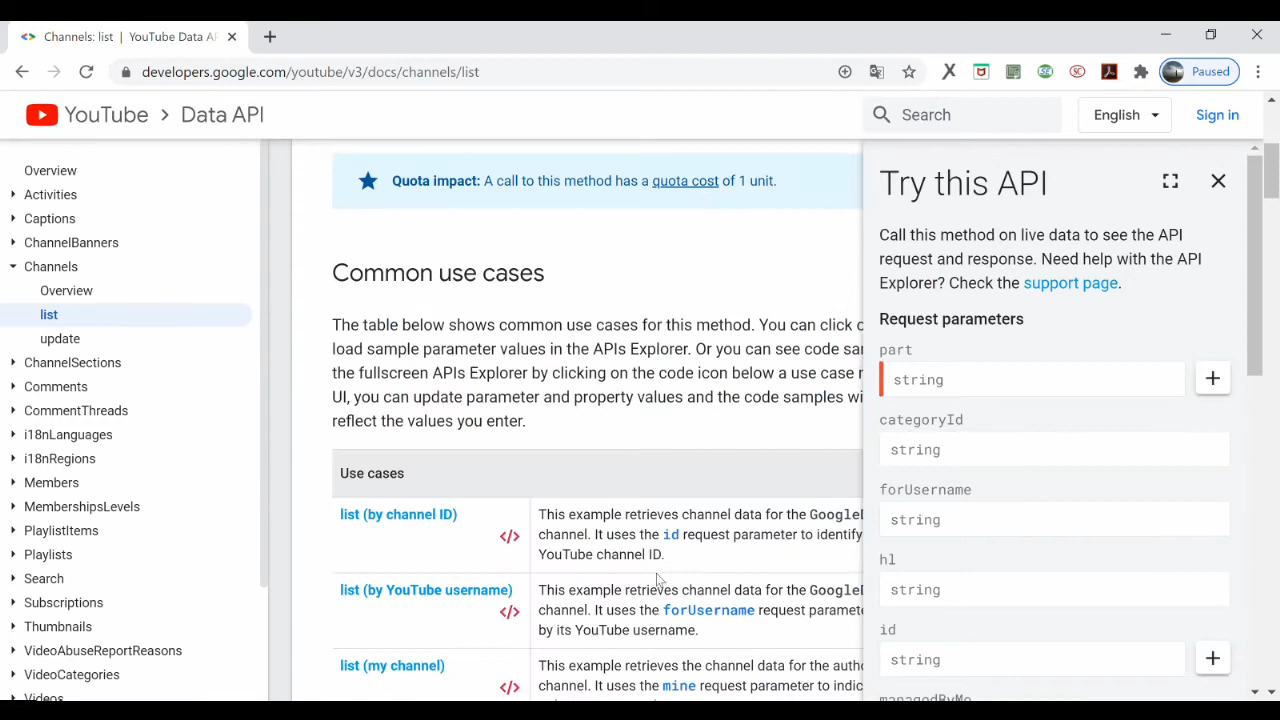 Channels: list | YouTube Data AP
developers.google.com/youtube/v3/docs/channels/list
Paused
YouTube > Data API
Search
English
Sign in
Overview
Activities
Captions
ChannelBanners
Channels
Overview
list
update
ChannelSections
Comments
CommentThreads
i18nLanguages
i18nRegions
Members
MembershipsLevels
PlaylistItems
Playlists
Search
Subscriptions
Thumbnails
VideoAbuseReportReasons
VideoCategories
Videos
Quota impact: A call to this method has a quota cost of 1 unit.
Common use cases
The table below shows common use cases for this method. You can click
load sample parameter values in the APIs Explorer. Or you can see code
the fullscreen APIs Explorer by clicking on the code icon below a use case
UI, you can update parameter and property values and the code samples
reflect the values you enter.
Use cases
list (by channel ID)
</>
This example retrieves channel data for the
channel. It uses the id request parameter to identify
YouTube channel ID.
list (by YouTube username)
</>
This example retrieves channel data for the
channel. It uses the forUsername request
by its YouTube username.
list (my channel)
</>
This example retrieves the channel data for the
channel. It uses the mine request parameter to
Try this API
Call this method on live data to see the API
request and response. Need help with the API
Explorer? Check the support page.
Request parameters
part
string
+
categoryId
string
forUsername
string
hl
string
id
string
+
managedByMe